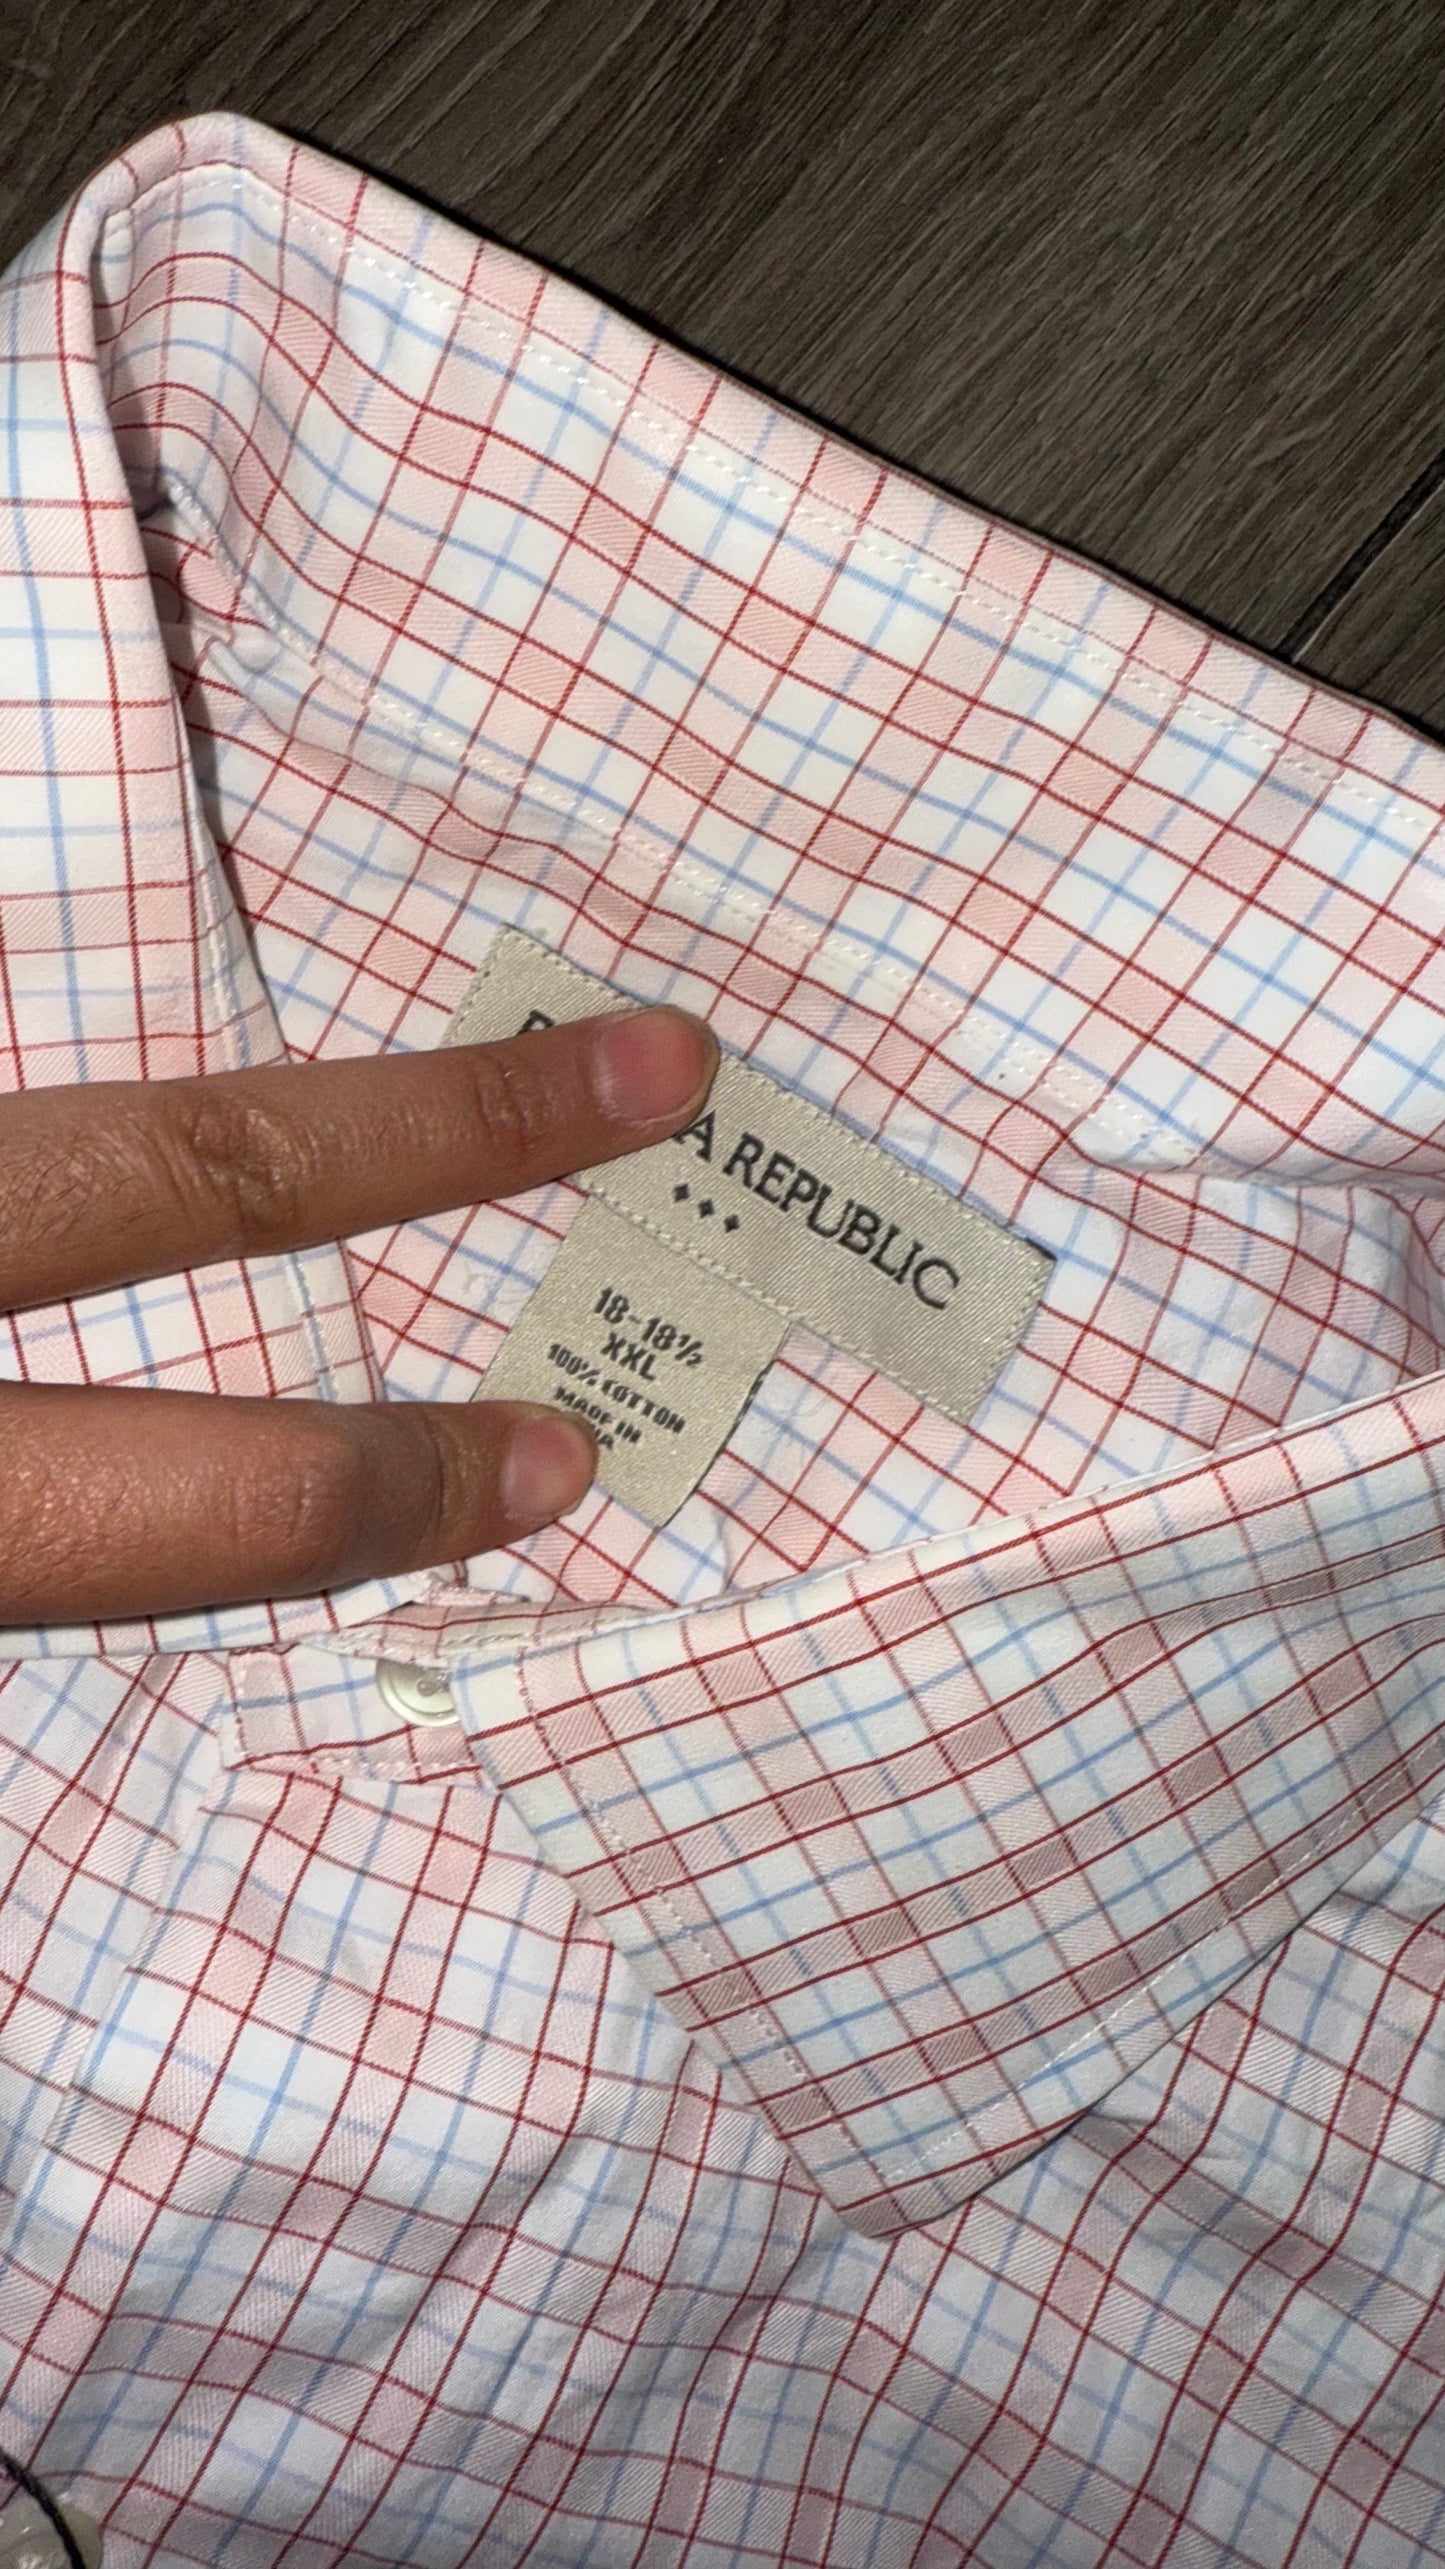 A REPUBLIC
18-18½
XXL
100% COTTON
MADE IN